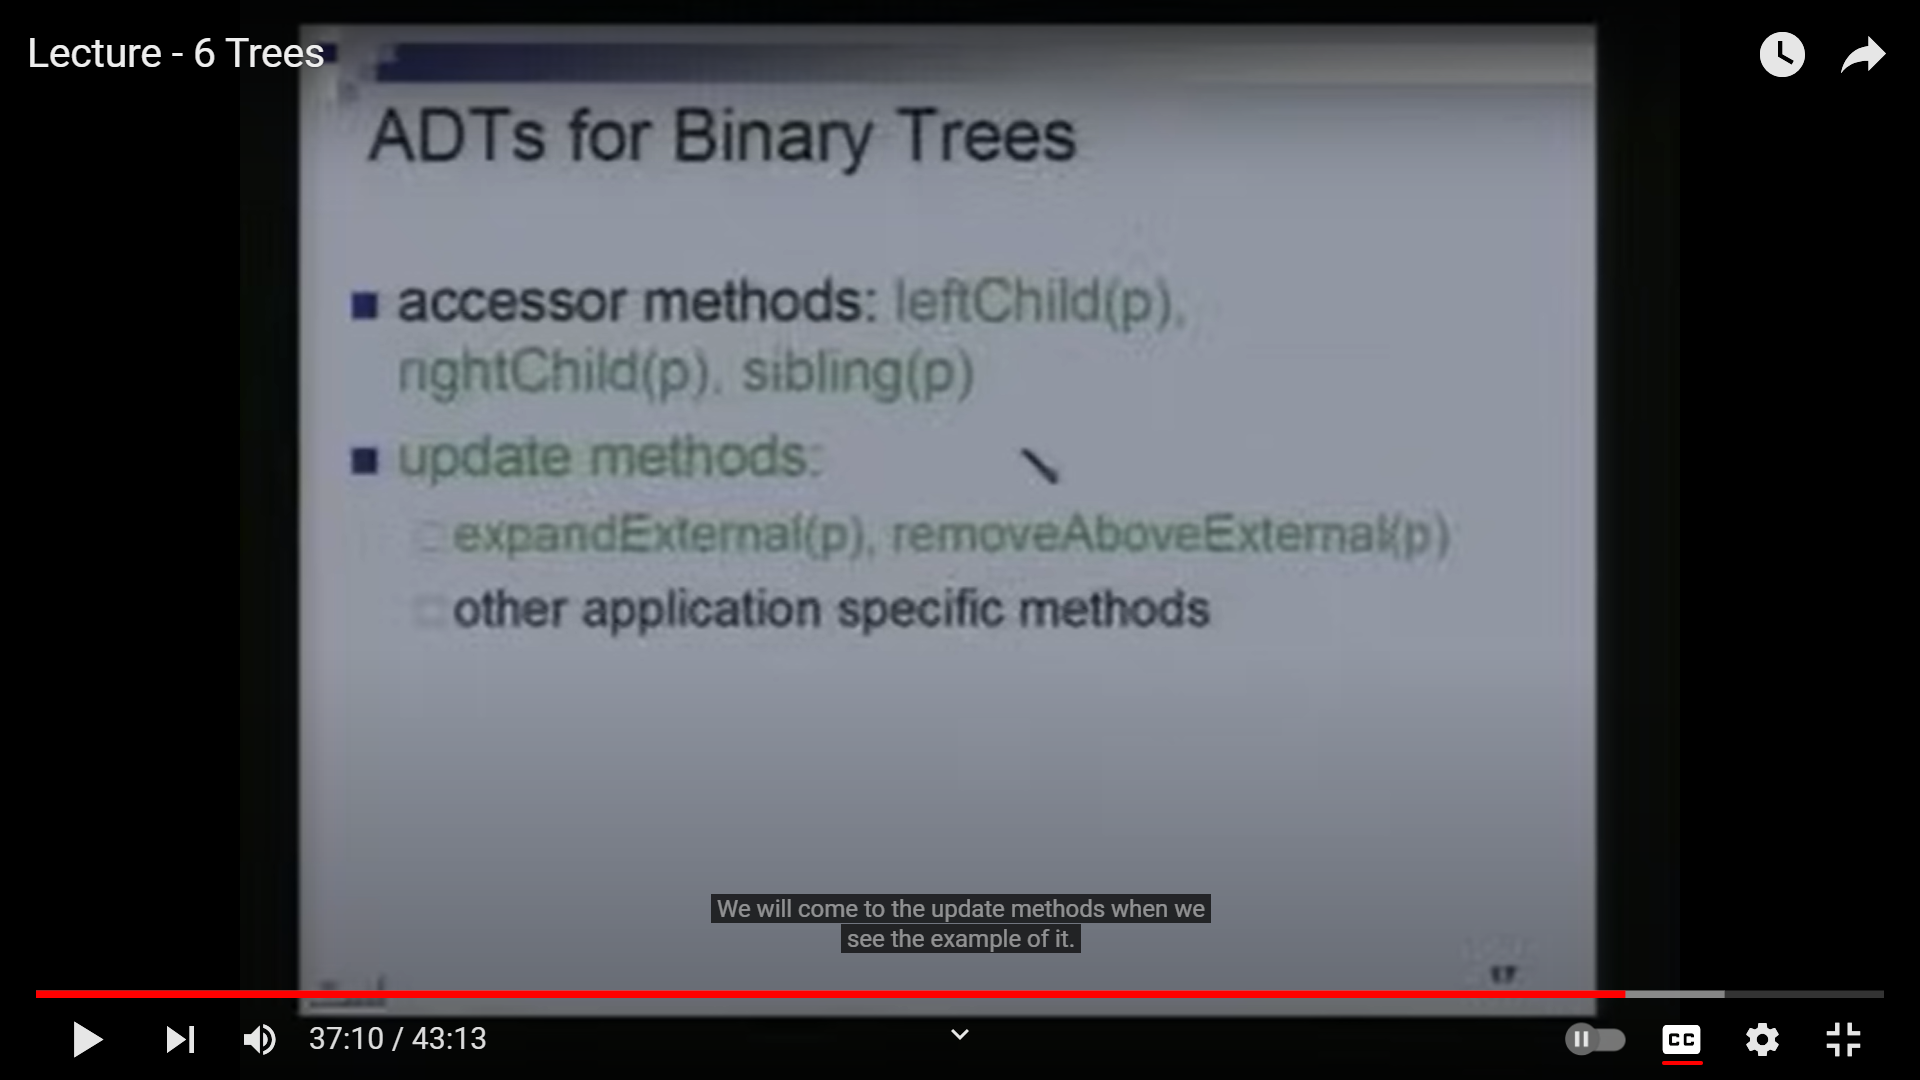 Lecture - 6 Trees
ADTs for Binary Trees
accessor methods: leftChild(p),
rightChild(p), sibling(p)
update methods:
expandExternal(p), removeAboveExternal(p)
other application specific methods
We will come to the update methods when we
see the example of it.
17
37:10 / 43:13
CC